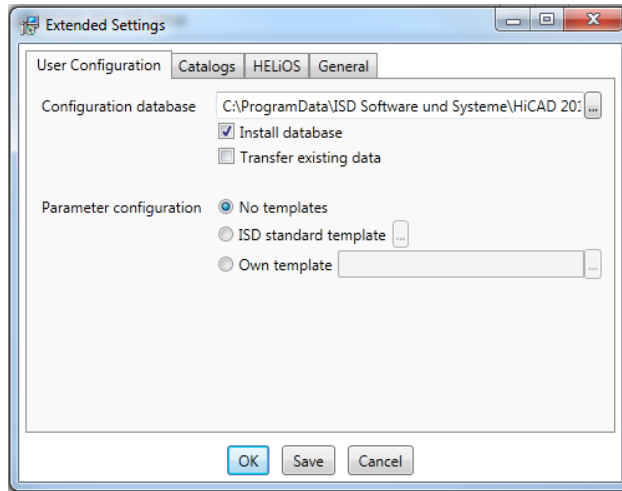 Extended Settings
User Configuration Catalogs HELiOS General
Configuration database C:\ProgramData\ISD Software und Systeme\HiCAD 201 ...
Install database
Transfer existing data
Parameter configuration No templates
ISD standard template ...
Own template ...
OK Save Cancel